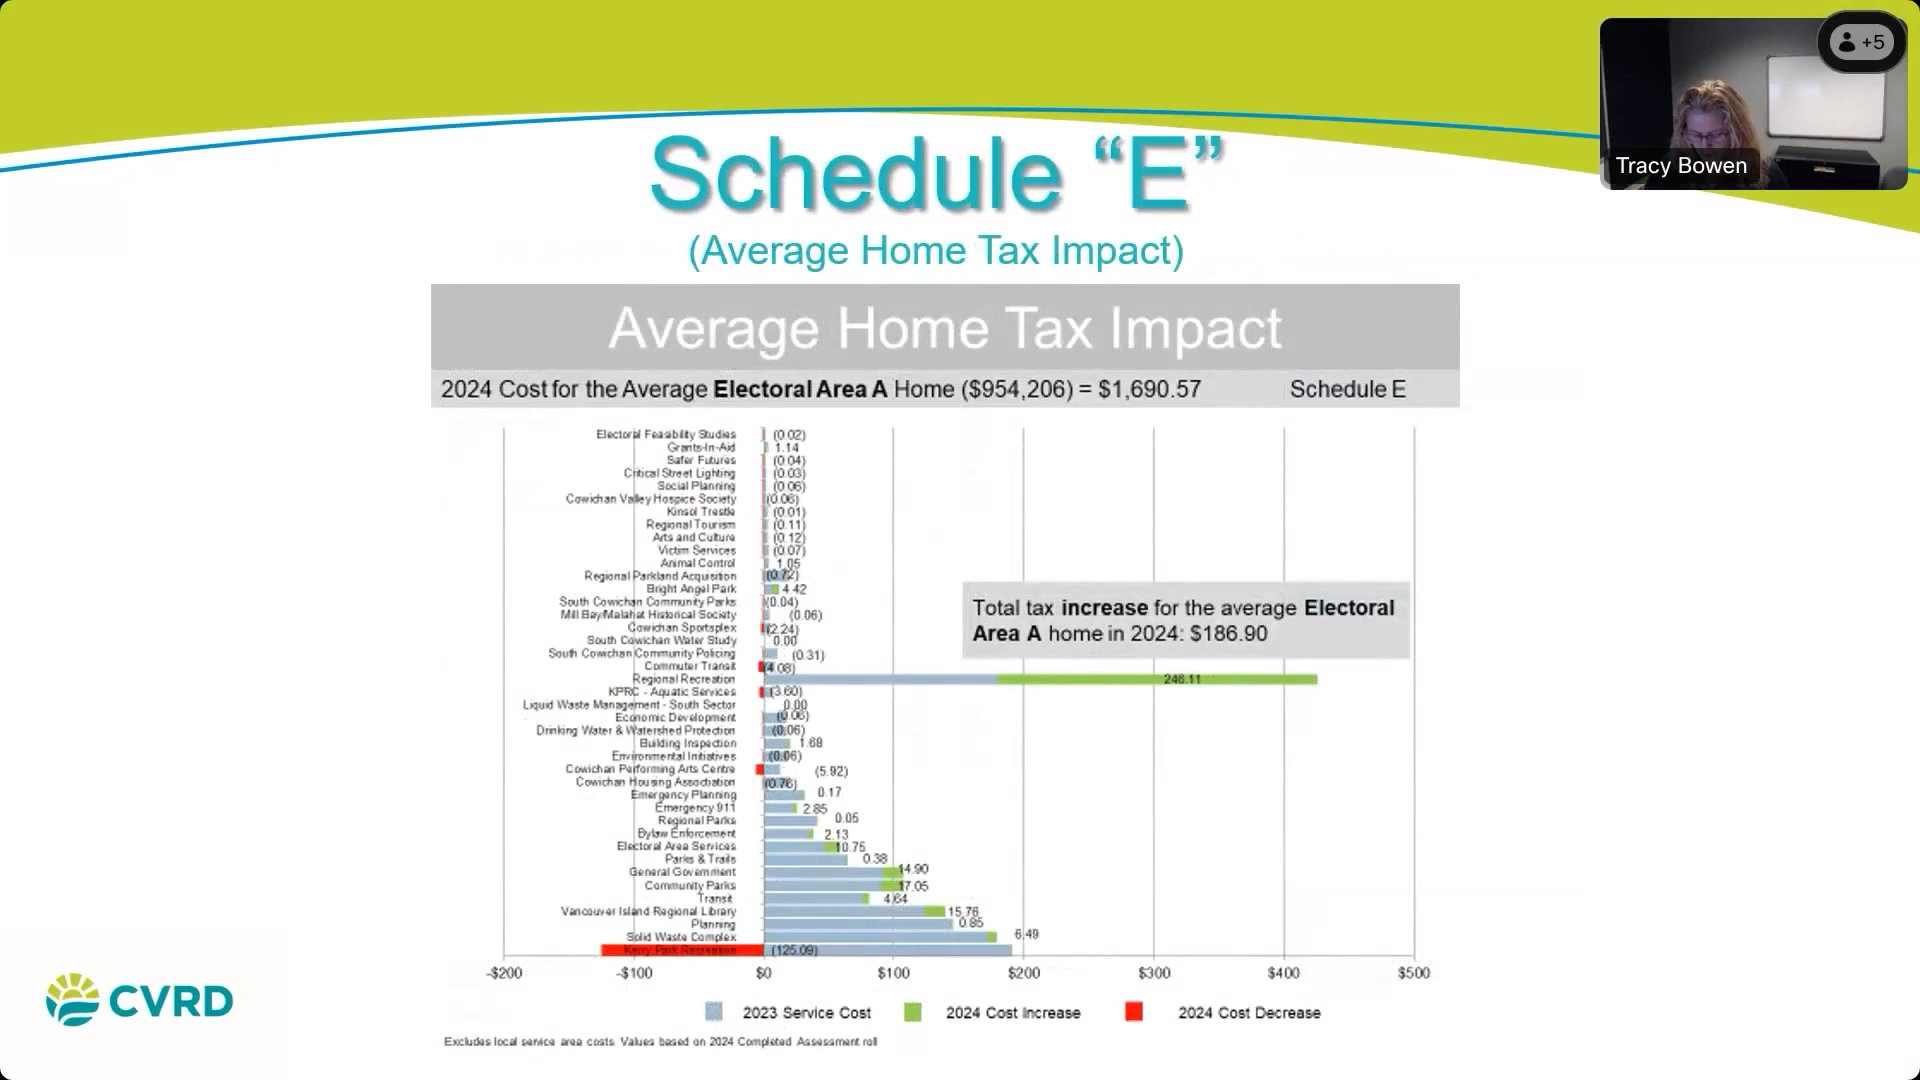 +5
Tracy Bowen
Schedule “E”
(Average Home Tax Impact)
Average Home Tax Impact
2024 Cost for the Average Electoral Area A Home ($954,206) = $1,690.57 Schedule E
Electoral Feasibility Studies (0.02)
Grants-In-Aid 1.14
Safer Futures (0.04)
Critical Street Lighting (0.03)
Social Planning (0.06)
Cowichan Valley Hospice Society (0.06)
Kinsol Trestle (0.01)
Regional Tourism (0.11)
Arts and Culture (0.12)
Victim Services (0.07)
Animal Control 1.05
Regional Parkland Acquisition (0.72)
Bright Angel Park 4.42
South Cowichan Community Parks (0.04)
Mill Bay/Malahat Historical Society (0.06)
Cowichan Sportsplex (2.24)
South Cowichan Water Study 0.00
South Cowichan Community Policing (0.31)
Commuter Transit (4.08)
Regional Recreation 246.11
KPRC - Aquatic Services (3.60)
Liquid Waste Management - South Sector 0.00
Economic Development (0.06)
Drinking Water & Watershed Protection (0.06)
Building Inspection 1.68
Environmental Initiatives (0.06)
Cowichan Performing Arts Centre (5.92)
Cowichan Housing Association (0.76)
Emergency Planning 0.17
Emergency 911 2.85
Regional Parks 0.05
Bylaw Enforcement 2.13
Electoral Area Services 10.75
Parks & Trails 0.38
General Government 14.90
Community Parks 17.05
Transit 4.64
Vancouver Island Regional Library 15.76
Planning 0.85
Solid Waste Complex 6.49
Kerry Park Recreation (125.09)
Total tax increase for the average Electoral
Area A home in 2024: $186.90
-$200 -$100 $0 $100 $200 $300 $400 $500
2023 Service Cost 2024 Cost Increase 2024 Cost Decrease
Excludes local service area costs. Values based on 2024 Completed Assessment roll
CVRD